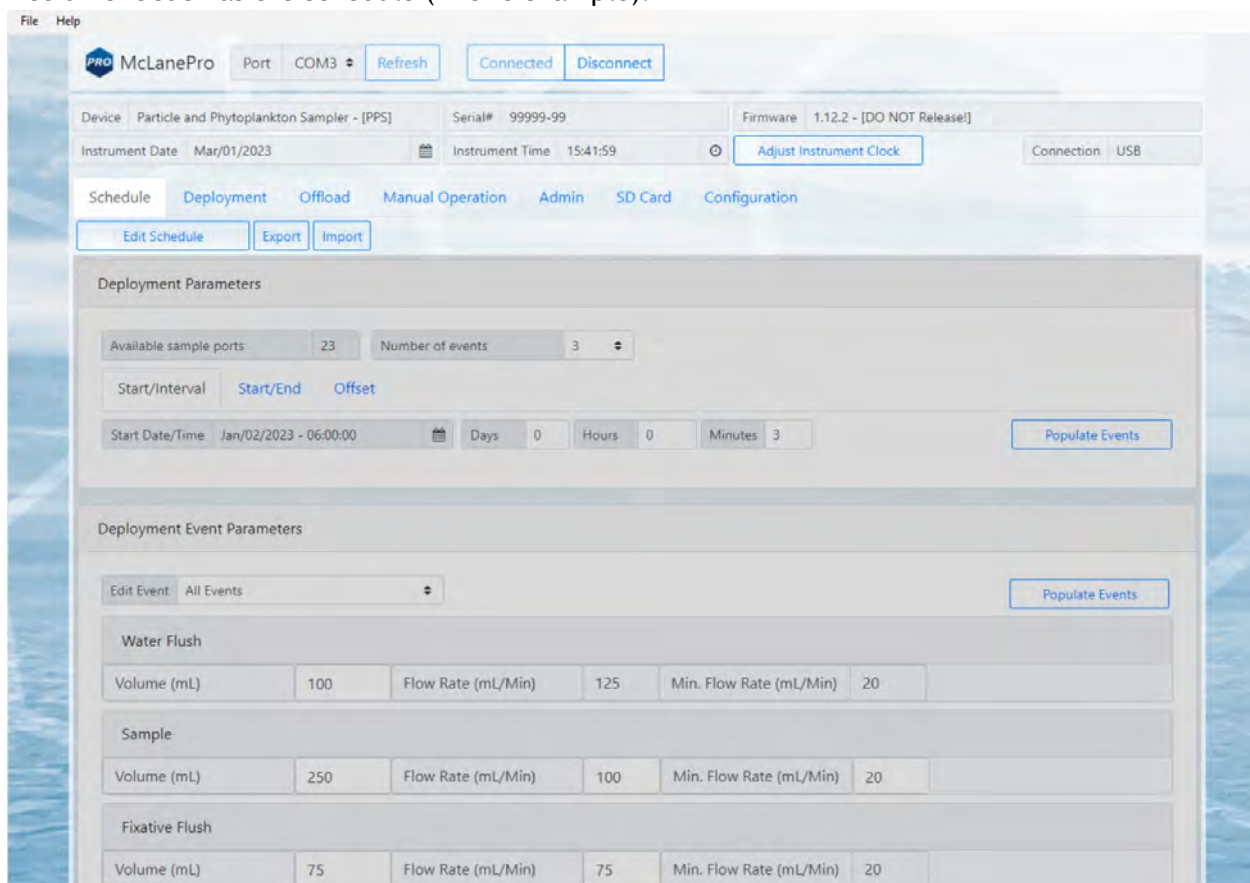 File Help
PRO McLanePro Port COM3 Refresh Connected Disconnect
Device Particle and Phytoplankton Sampler - [PPS] Serial# 99999-99 Firmware 1.12.2 - [DO NOT Release!]
Instrument Date Mar/01/2023 Instrument Time 15:41:59 Adjust Instrument Clock Connection USB
Schedule Deployment Offload Manual Operation Admin SD Card Configuration
Edit Schedule Export Import
Deployment Parameters
Available sample ports 23 Number of events 3
Start/Interval Start/End Offset
Start Date/Time Jan/02/2023 - 06:00:00 Days 0 Hours 0 Minutes 3 Populate Events
Deployment Event Parameters
Edit Event All Events Populate Events
Water Flush
Volume (mL) 100 Flow Rate (mL/Min) 125 Min. Flow Rate (mL/Min) 20
Sample
Volume (mL) 250 Flow Rate (mL/Min) 100 Min. Flow Rate (mL/Min) 20
Fixative Flush
Volume (mL) 75 Flow Rate (mL/Min) 75 Min. Flow Rate (mL/Min) 20